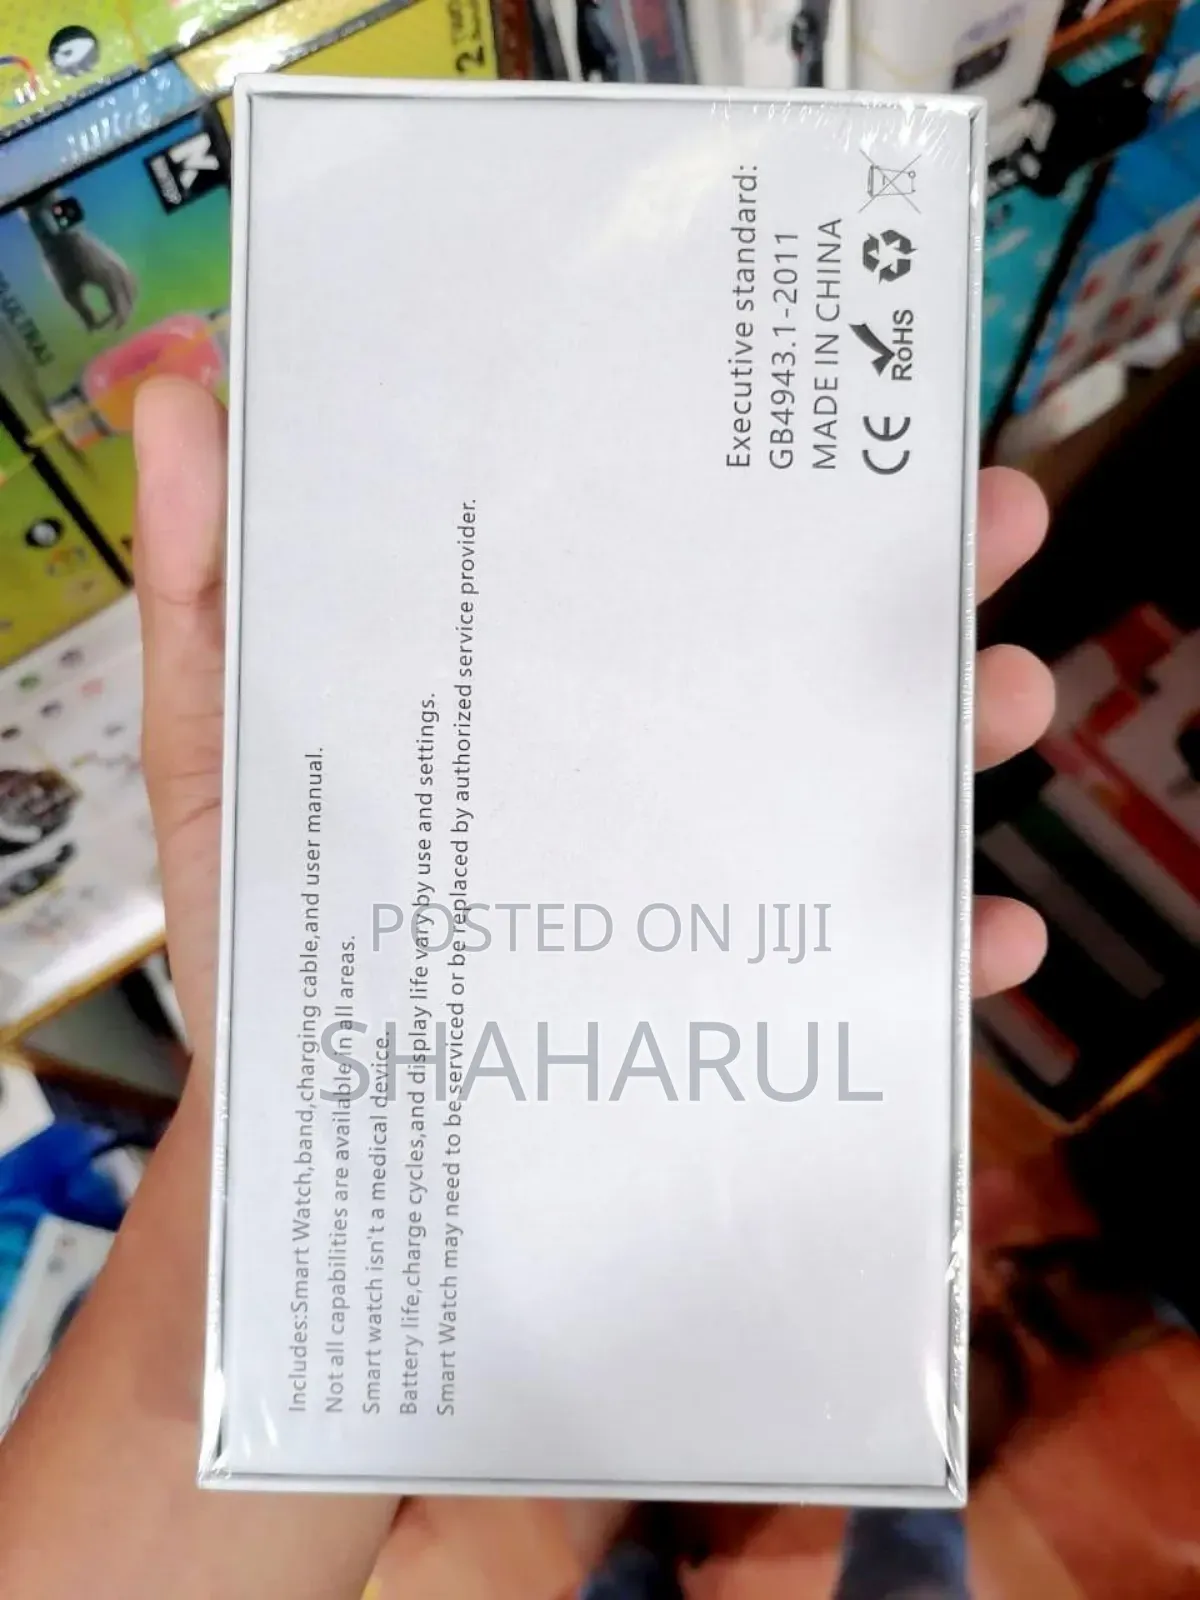 Includes:Smart Watch,band,charging cable,and user manual.
Not all capabilities are available in all areas.
Smart watch isn't a medical device.
Battery life,charge cycles,and display life vary by use and settings.
Smart Watch may need to be serviced or be replaced by authorized service provider.
Executive standard:
GB4943.1-2011
MADE IN CHINA
CE RoHS
POSTED ON JIJI
SHAHARUL